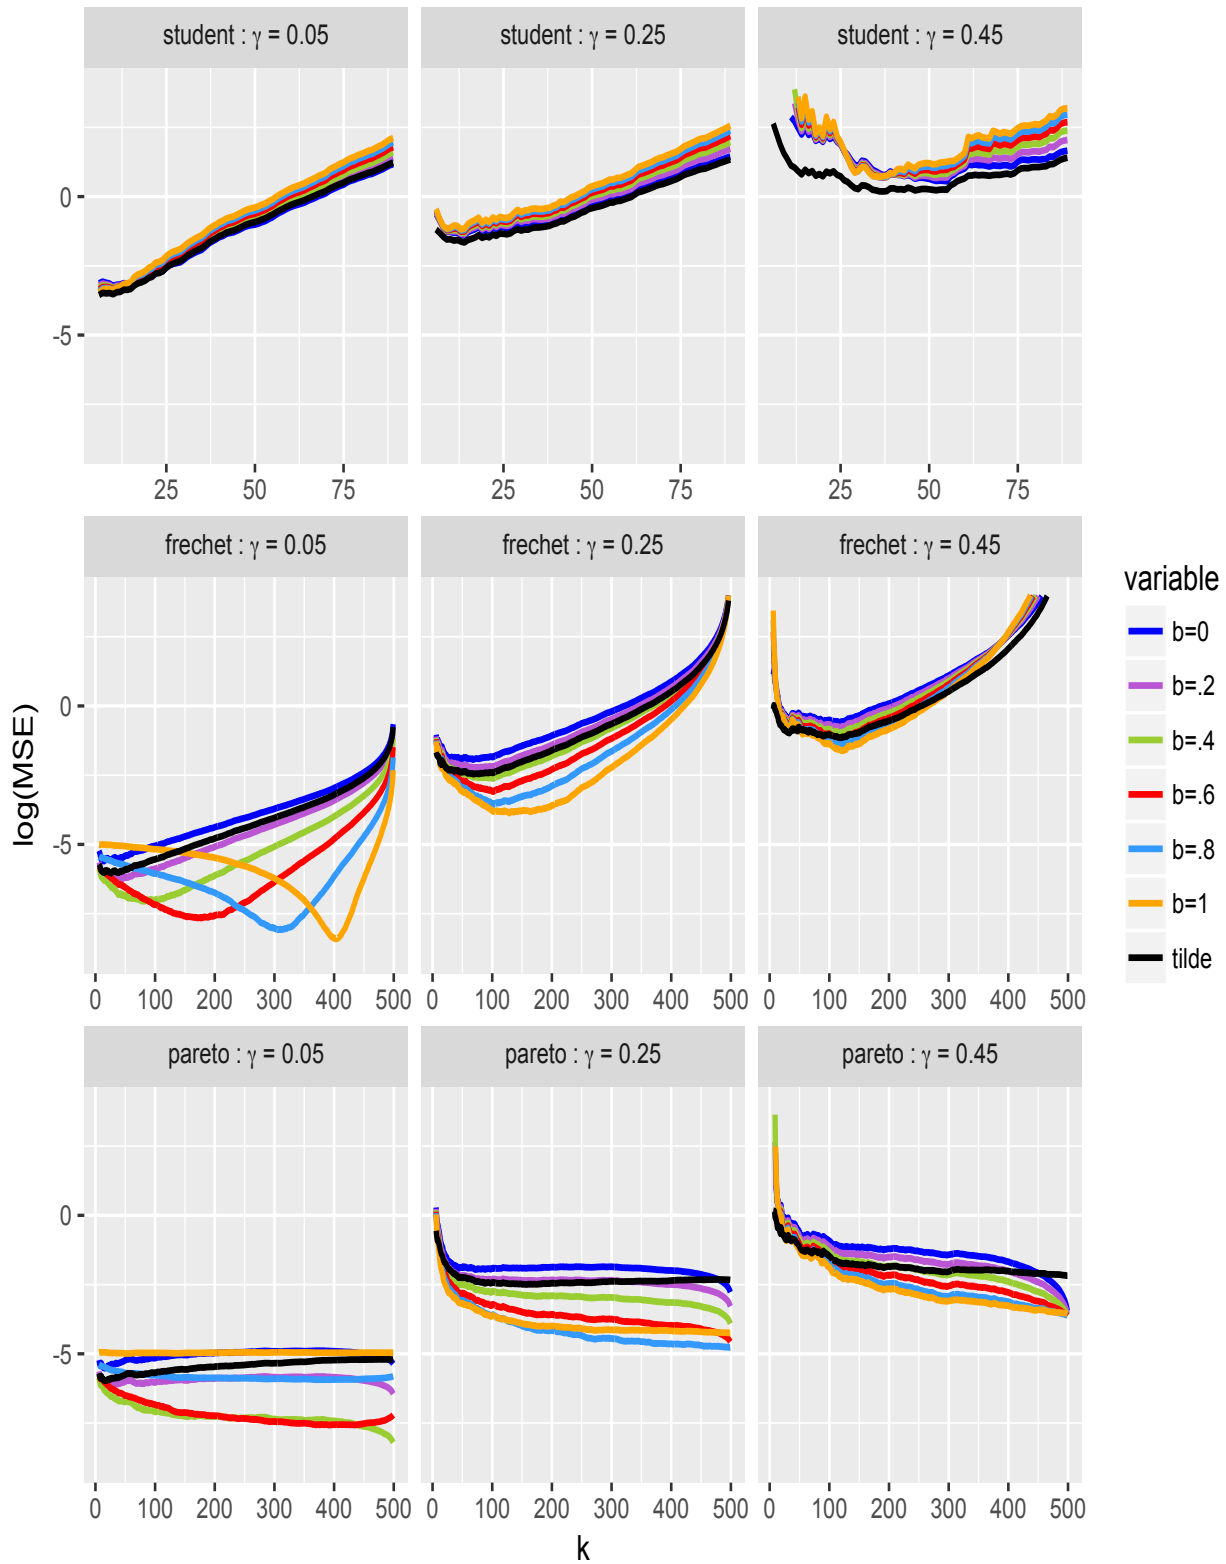 student : γ = 0.05
student : γ = 0.25
student : γ = 0.45
0
-5
25 50 75
25 50 75
25 50 75
frechet : γ = 0.05
frechet : γ = 0.25
frechet : γ = 0.45
0
-5
0 100 200 300 400 500
0 100 200 300 400 500
0 100 200 300 400 500
log(MSE)
pareto : γ = 0.05
pareto : γ = 0.25
pareto : γ = 0.45
0
-5
0 100 200 300 400 500
0 100 200 300 400 500
0 100 200 300 400 500
k
variable
b=0
b=.2
b=.4
b=.6
b=.8
b=1
tilde